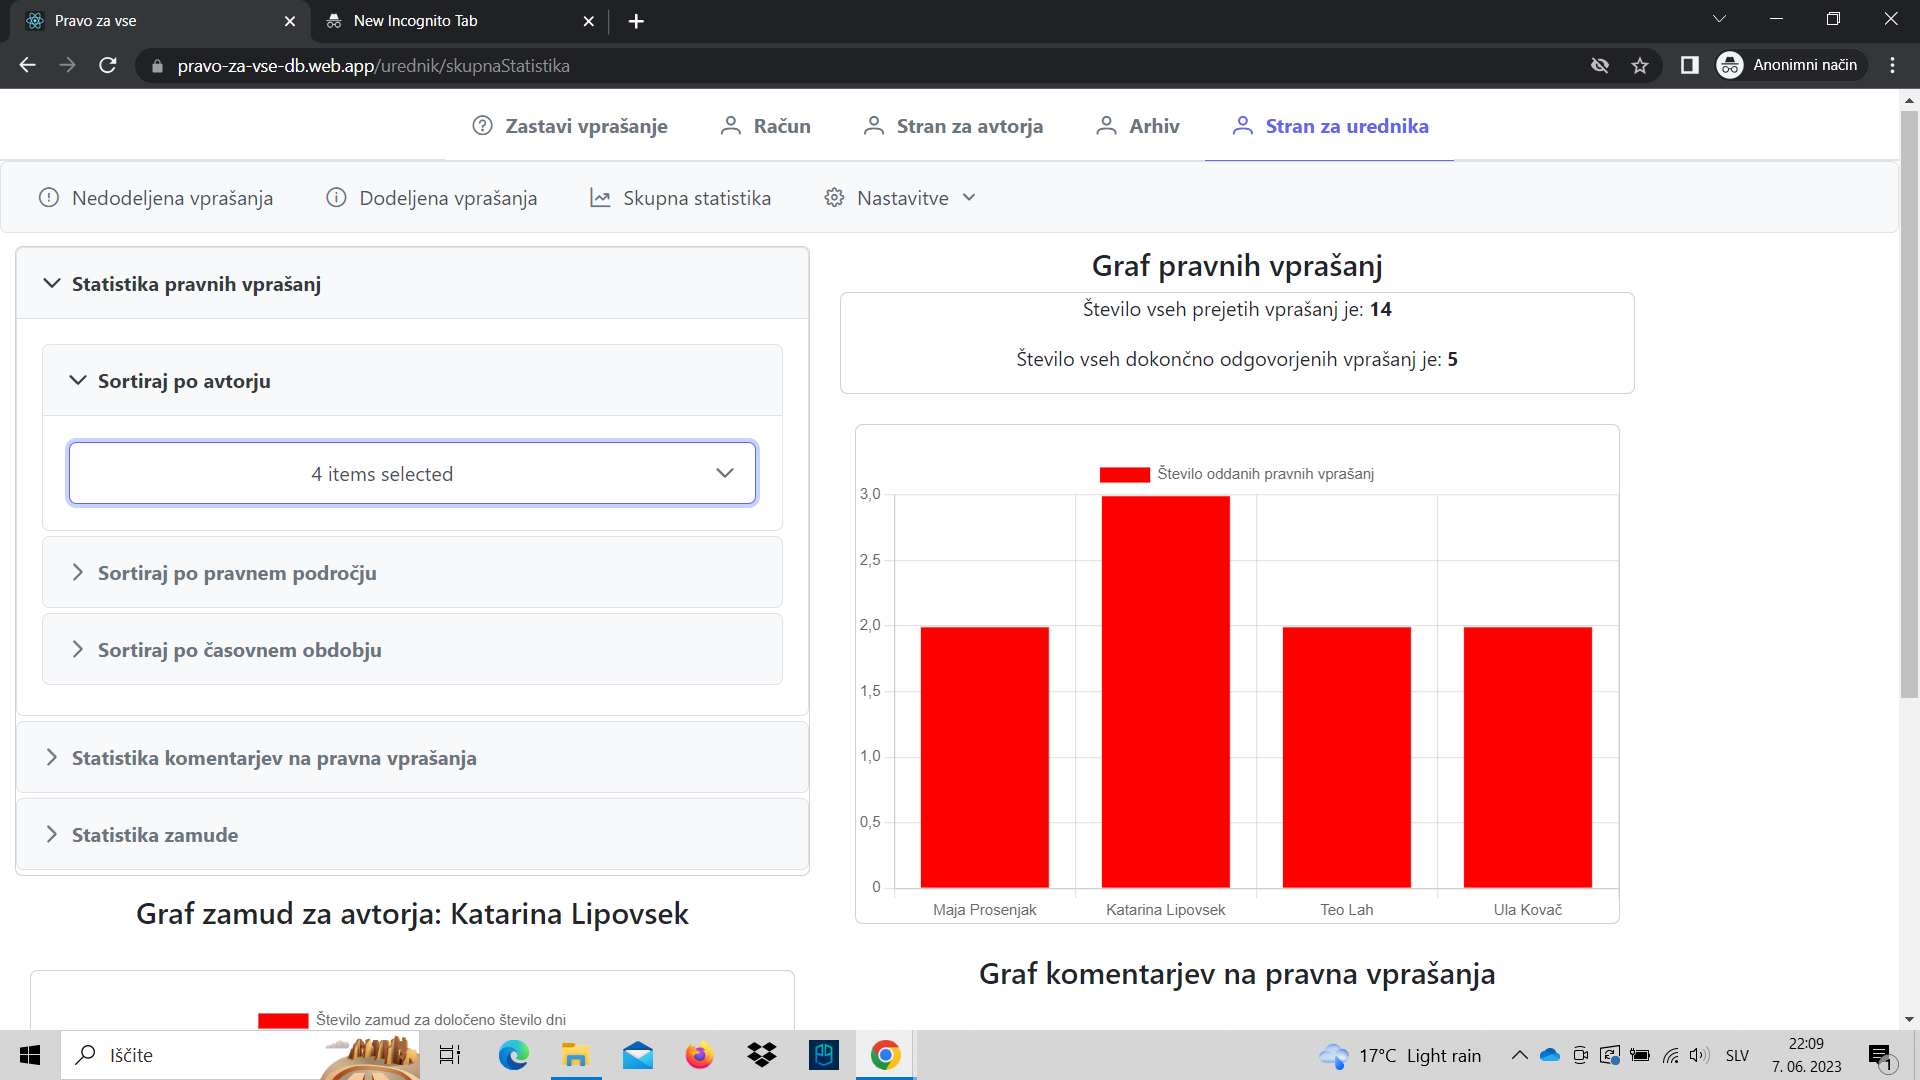 Pravo za vse
New Incognito Tab
pravo-za-vse-db.web.app/urednik/skupnaStatistika
Anonimni način
Zastavi vprašanje
Račun
Stran za avtorja
Arhiv
Stran za urednika
Nedodeljena vprašanja
Dodeljena vprašanja
Skupna statistika
Nastavitve
Statistika pravnih vprašanj
Sortiraj po avtorju
4 items selected
Sortiraj po pravnem področju
Sortiraj po časovnem obdobju
Statistika komentarjev na pravna vprašanja
Statistika zamude
Graf zamud za avtorja: Katarina Lipovsek
Število zamud za določeno število dni
Graf pravnih vprašanj
Število vseh prejetih vprašanj je: 14
Število vseh dokončno odgovorjenih vprašanj je: 5
Število oddanih pravnih vprašanj
3,0
2,5
2,0
1,5
1,0
0,5
0
Maja Prosenjak
Katarina Lipovsek
Teo Lah
Ula Kovač
Graf komentarjev na pravna vprašanja
Iščite
17°C Light rain
SLV
22:09
7. 06. 2023
1